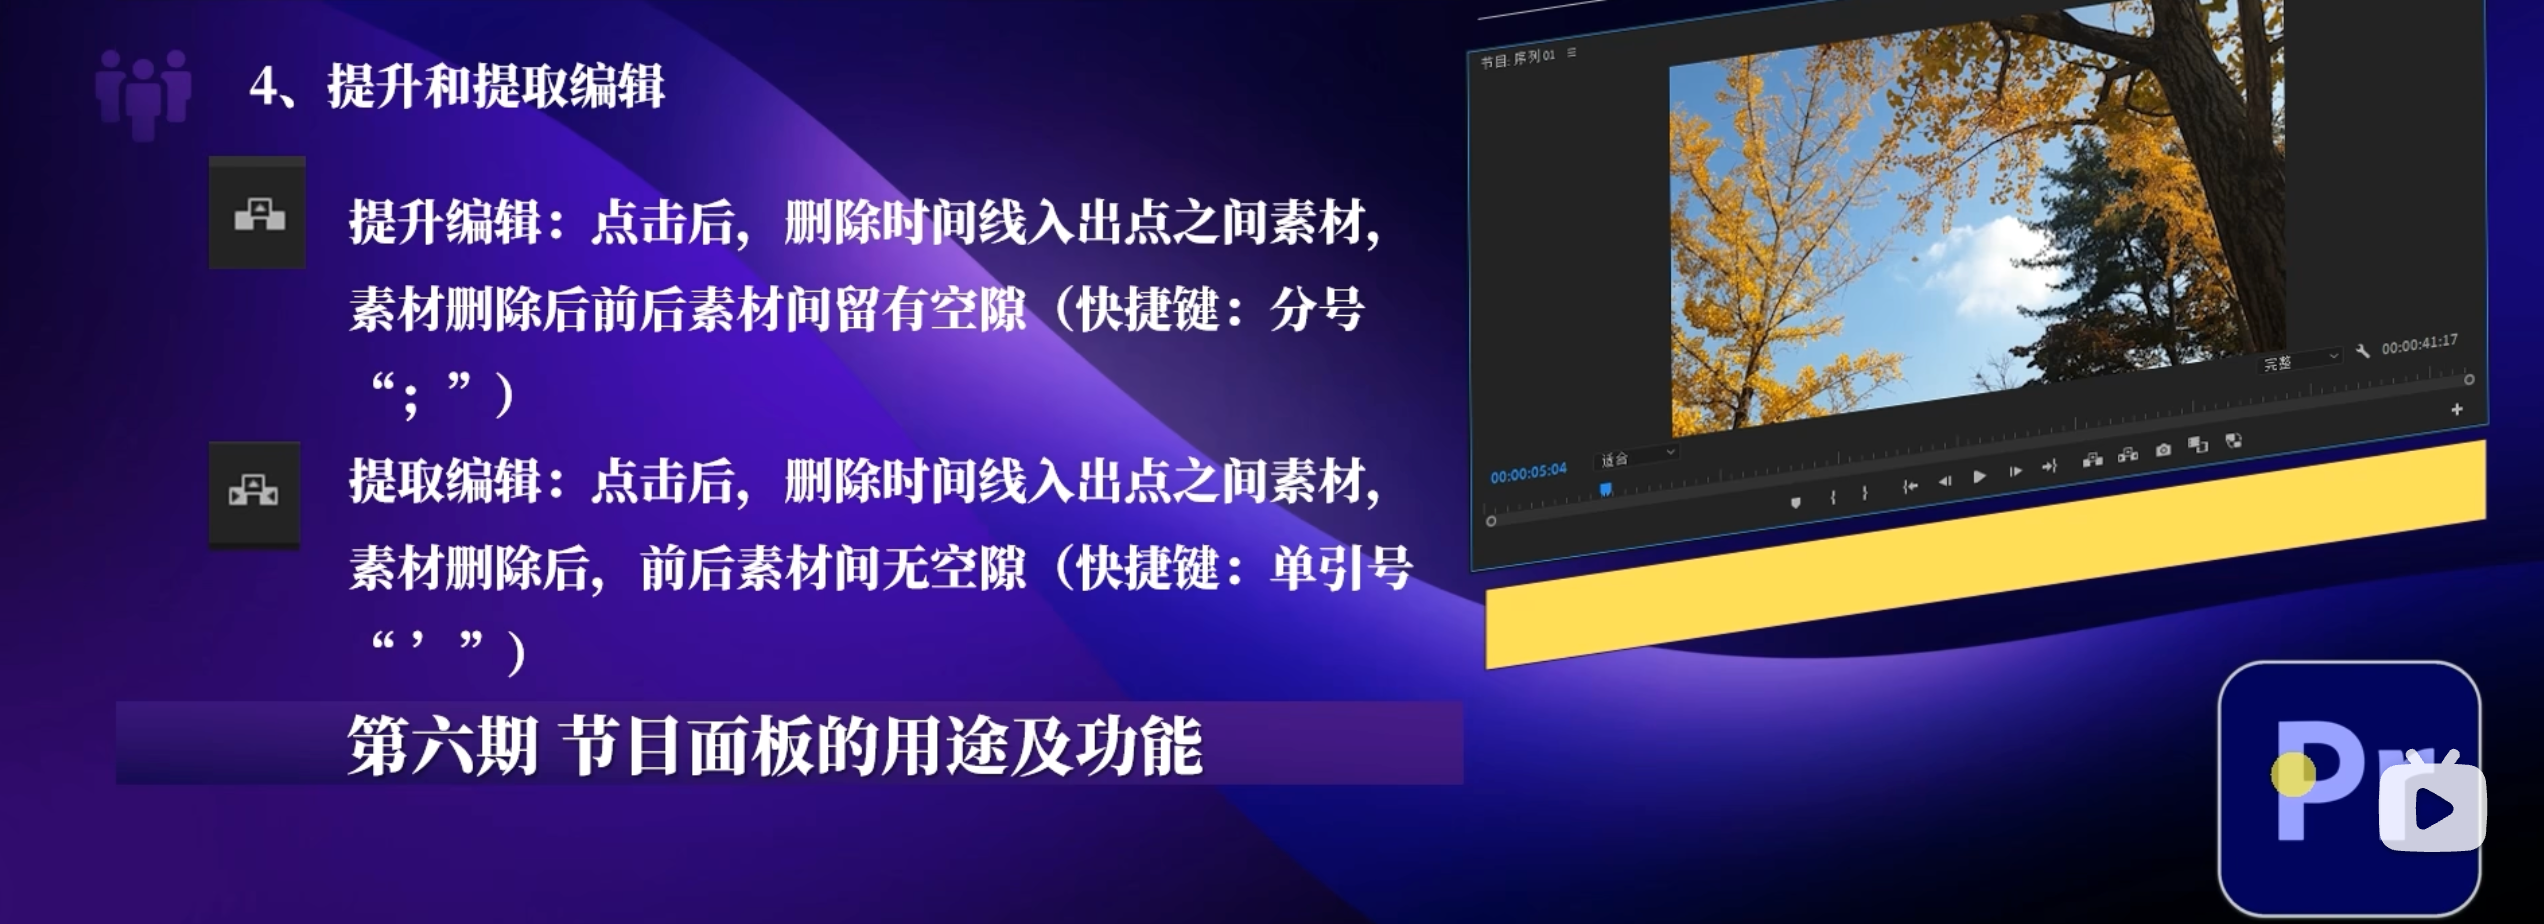 4、提升和提取编辑
提升编辑：点击后，删除时间线入出点之间素材，
素材删除后前后素材间留有空隙（快捷键：分号
“；”）
提取编辑：点击后，删除时间线入出点之间素材，
素材删除后，前后素材间无空隙（快捷键：单引号
“’”）
第六期 节目面板的用途及功能
节目: 序列 01
完整
00:00:41:17
00:00:05:04
适合
Pr